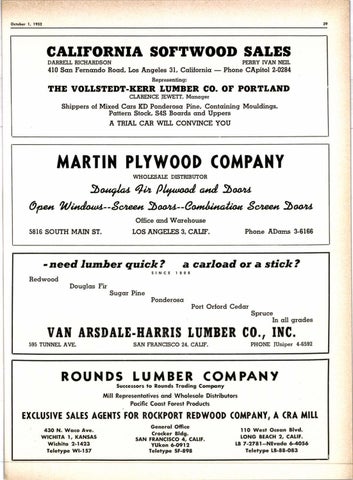 October 1, 1952 29
CALIFORNIA SOFTWOOD SALES
DARRELL RICHARDSON PERRY IVAN NEIL
410 San Fernando Road, Los Angeles 31, California — Phone CApitol 2-0284
Representing:
THE VOLLSTEDT-KERR LUMBER CO. OF PORTLAND
CLARENCE JEWETT, Manager
Shippers of Mixed Cars KD Ponderosa Pine, Containing Mouldings,
Pattern Stock, S4S Boards and Uppers
A TRIAL CAR WILL CONVINCE YOU
MARTIN PLYWOOD COMPANY
WHOLESALE DISTRIBUTOR
Douglas Fir Plywood and Doors
Open Windows--Screen Doors--Combination Screen Doors
Office and Warehouse
5816 SOUTH MAIN ST. LOS ANGELES 3, CALIF. Phone ADams 3-6166
-need lumber quick? a carload or a stick?
SINCE 1888
Redwood
Douglas Fir
Sugar Pine
Ponderosa
Port Orford Cedar
Spruce
In all grades
VAN ARSDALE-HARRIS LUMBER CO., INC.
595 TUNNEL AVE. SAN FRANCISCO 24, CALIF. PHONE JUniper 4-6592
ROUNDS LUMBER COMPANY
Successors to Rounds Trading Company
Mill Representatives and Wholesale Distributors
Pacific Coast Forest Products
EXCLUSIVE SALES AGENTS FOR ROCKPORT REDWOOD COMPANY, A CRA MILL
430 N. Waco Ave.
WICHITA 1, KANSAS
Wichita 2-1423
Teletype WI-157
General Office
Crocker Bldg.
SAN FRANCISCO 4, CALIF.
YUkon 6-0912
Teletype SF-898
110 West Ocean Blvd.
LONG BEACH 2, CALIF.
LB 7-2781—NEvada 6-4056
Teletype LB-88-083